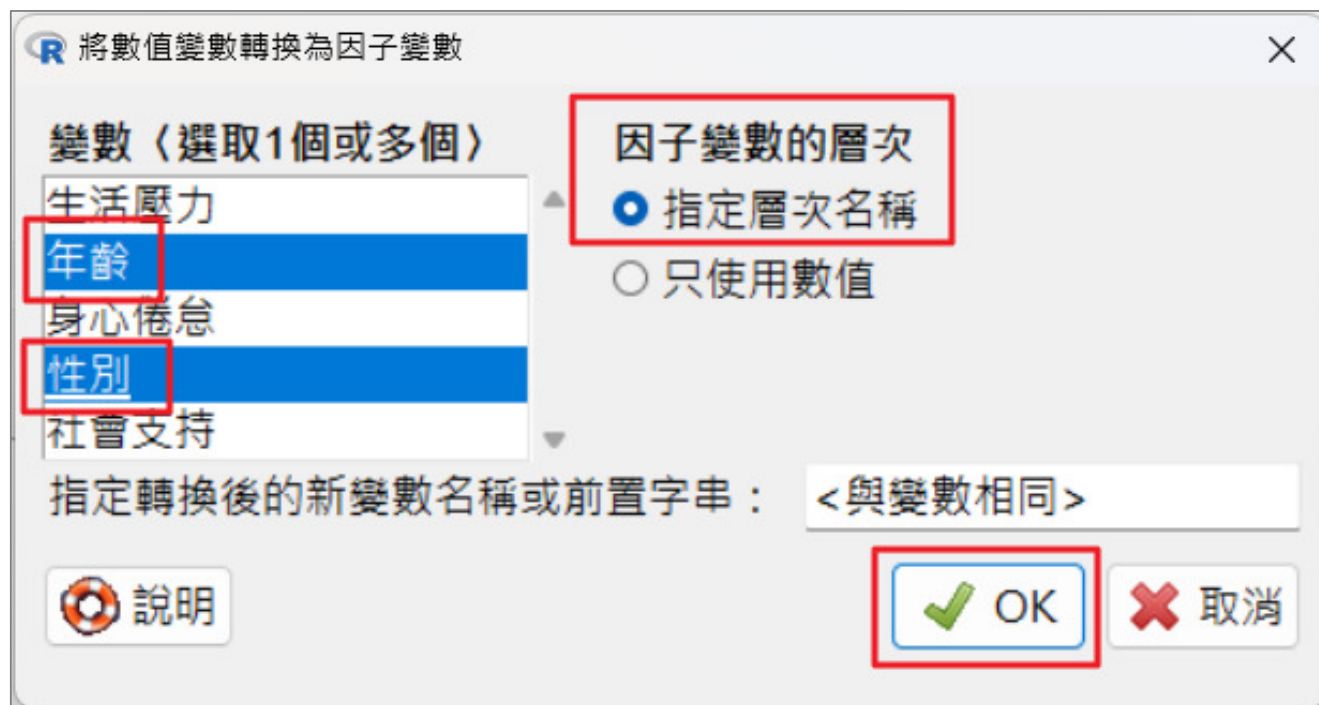 將數值變數轉換為因子變數
變數（選取1個或多個）
生活壓力
年齡
身心倦怠
性別
社會支持
因子變數的層次
指定層次名稱
只使用數值
指定轉換後的新變數名稱或前置字串：
<與變數相同>
說明
OK
取消